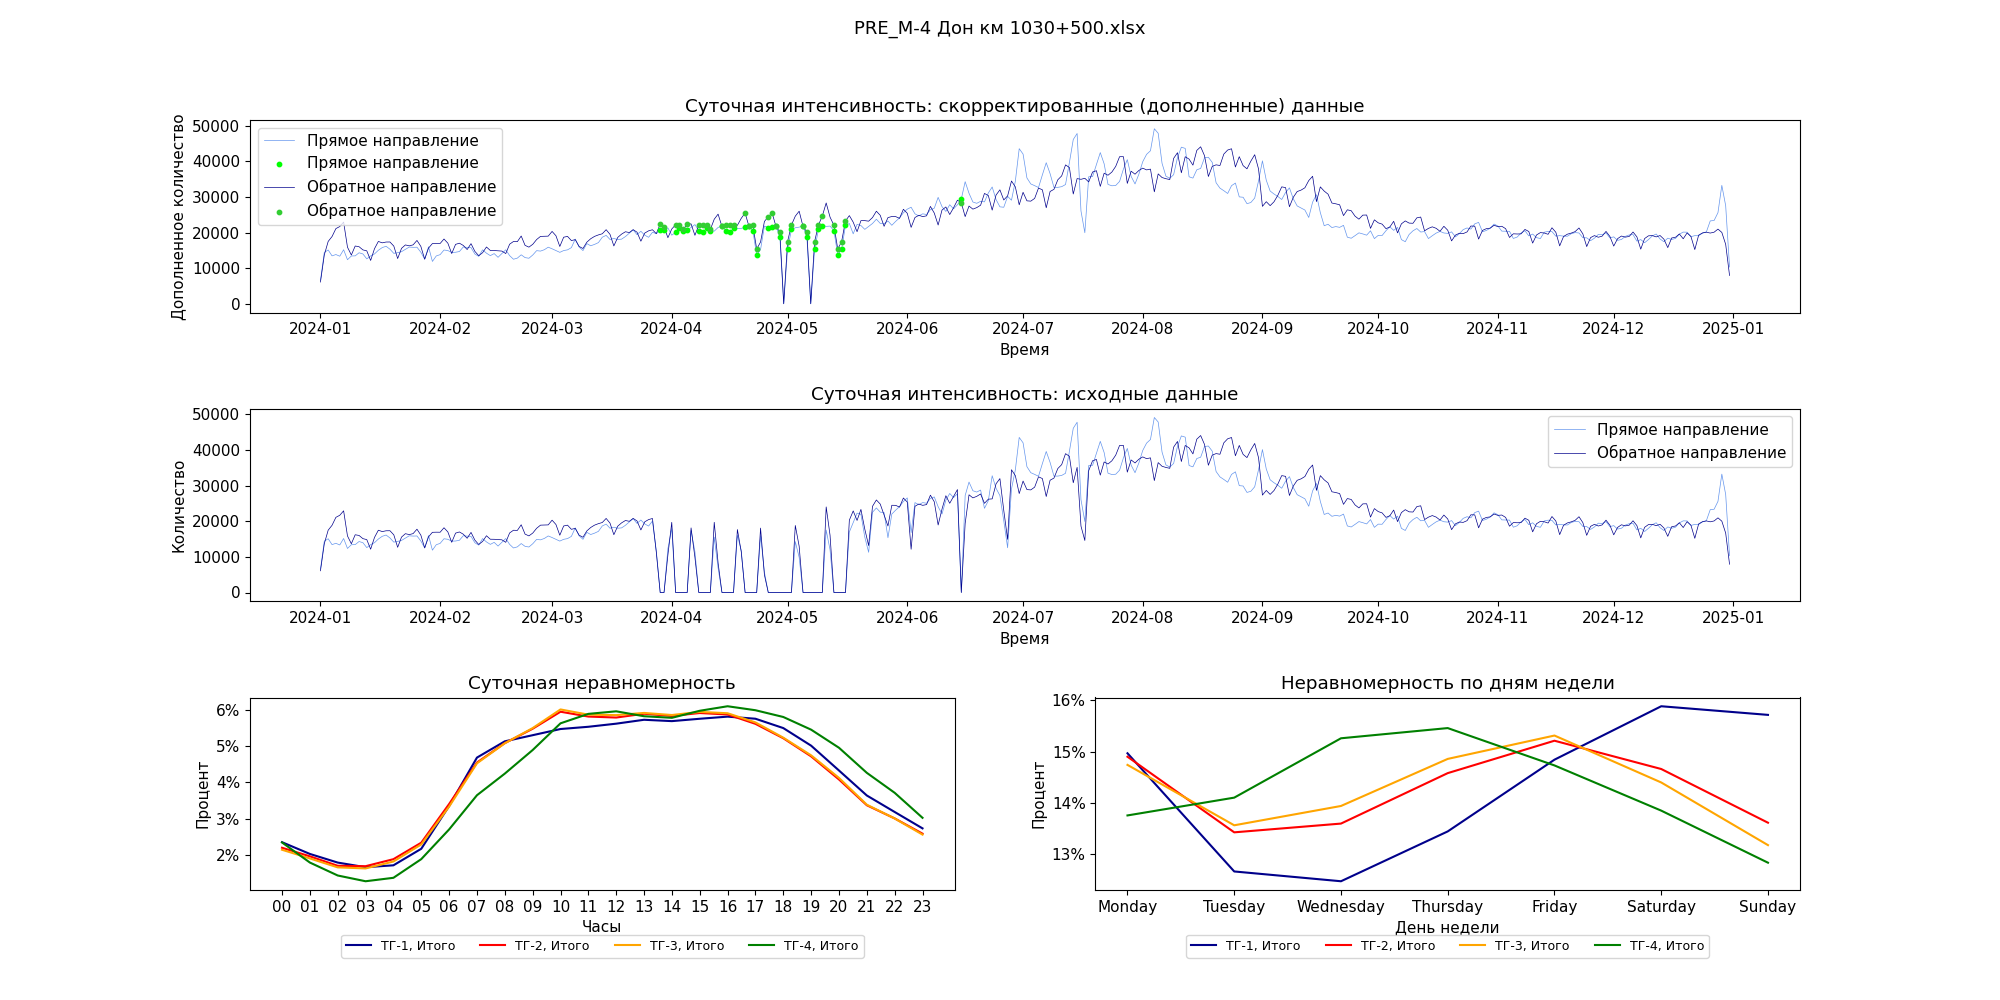 PRE_M-4 Дон км 1030+500.xlsx
Суточная интенсивность: скорректированные (дополненные) данные
Дополненное количество
50000
40000
30000
20000
10000
0
Прямое направление
Прямое направление
Обратное направление
Обратное направление
2024-01 2024-02 2024-03 2024-04 2024-05 2024-06 2024-07 2024-08 2024-09 2024-10 2024-11 2024-12 2025-01
Время
Суточная интенсивность: исходные данные
Количество
50000
40000
30000
20000
10000
0
Прямое направление
Обратное направление
2024-01 2024-02 2024-03 2024-04 2024-05 2024-06 2024-07 2024-08 2024-09 2024-10 2024-11 2024-12 2025-01
Время
Суточная неравномерность
Процент
6%
5%
4%
3%
2%
00 01 02 03 04 05 06 07 08 09 10 11 12 13 14 15 16 17 18 19 20 21 22 23
Часы
ТГ-1, Итого ТГ-2, Итого ТГ-3, Итого ТГ-4, Итого
Неравномерность по дням недели
Процент
16%
15%
14%
13%
Monday Tuesday Wednesday Thursday Friday Saturday Sunday
День недели
ТГ-1, Итого ТГ-2, Итого ТГ-3, Итого ТГ-4, Итого